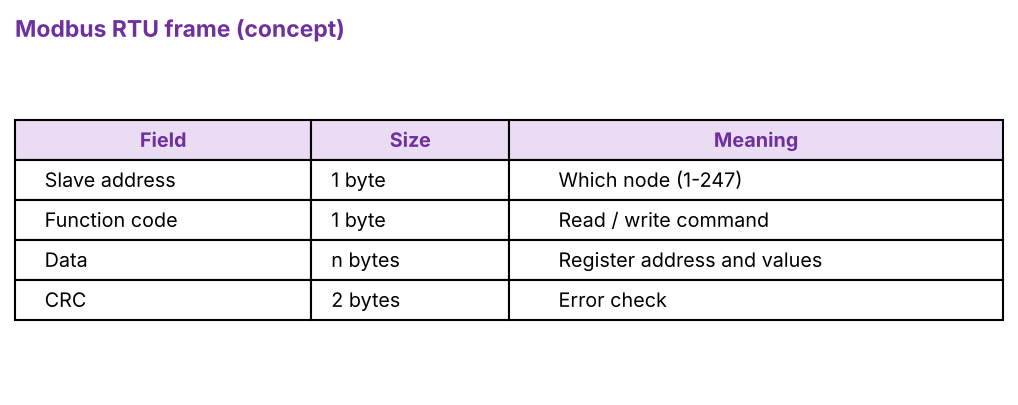 Modbus RTU frame (concept)
Field Size Meaning
Slave address 1 byte Which node (1-247)
Function code 1 byte Read / write command
Data n bytes Register address and values
CRC 2 bytes Error check